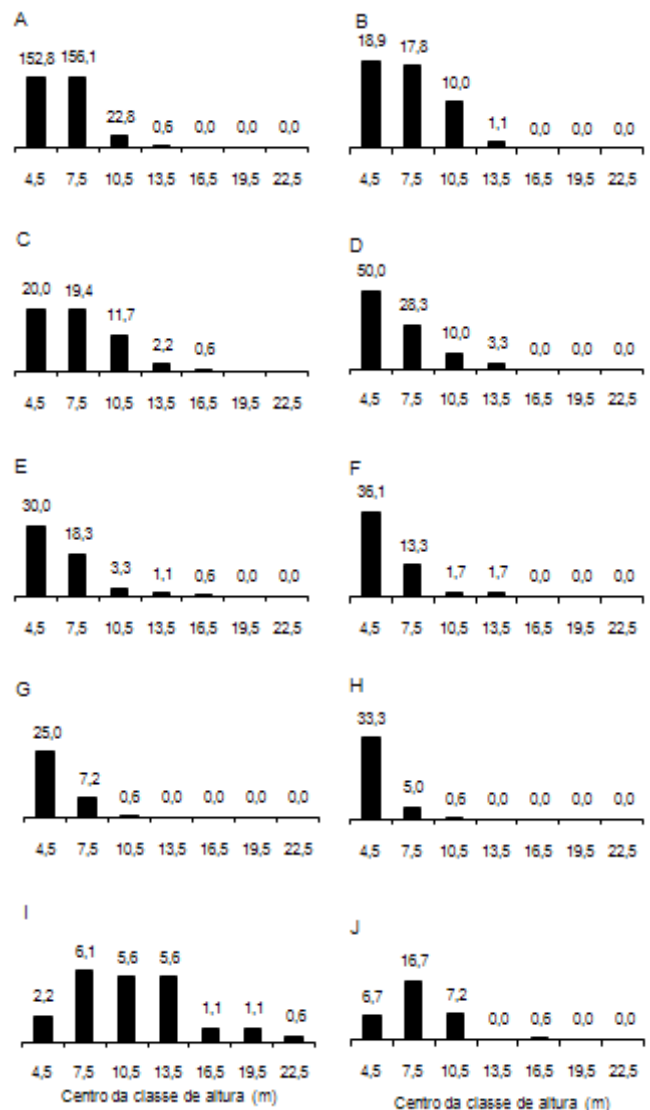 A
152,8 156,1 22,8 0,6 0,0 0,0 0,0
4,5 7,5 10,5 13,5 16,5 19,5 22,5
B
18,9 17,8 10,0 1,1 0,0 0,0 0,0
4,5 7,5 10,5 13,5 16,5 19,5 22,5
C
20,0 19,4 11,7 2,2 0,6
4,5 7,5 10,5 13,5 16,5 19,5 22,5
D
50,0 28,3 10,0 3,3 0,0 0,0 0,0
4,5 7,5 10,5 13,5 16,5 19,5 22,5
E
30,0 18,3 3,3 1,1 0,6 0,0 0,0
4,5 7,5 10,5 13,5 16,5 19,5 22,5
F
36,1 13,3 1,7 1,7 0,0 0,0 0,0
4,5 7,5 10,5 13,5 16,5 19,5 22,5
G
25,0 7,2 0,6 0,0 0,0 0,0 0,0
4,5 7,5 10,5 13,5 16,5 19,5 22,5
H
33,3 5,0 0,6 0,0 0,0 0,0 0,0
4,5 7,5 10,5 13,5 16,5 19,5 22,5
I
2,2 6,1 5,6 5,6 1,1 1,1 0,6
4,5 7,5 10,5 13,5 16,5 19,5 22,5
Centro da classe de altura (m)
J
6,7 16,7 7,2 0,0 0,6 0,0 0,0
4,5 7,5 10,5 13,5 16,5 19,5 22,5
Centro da classe de altura (m)